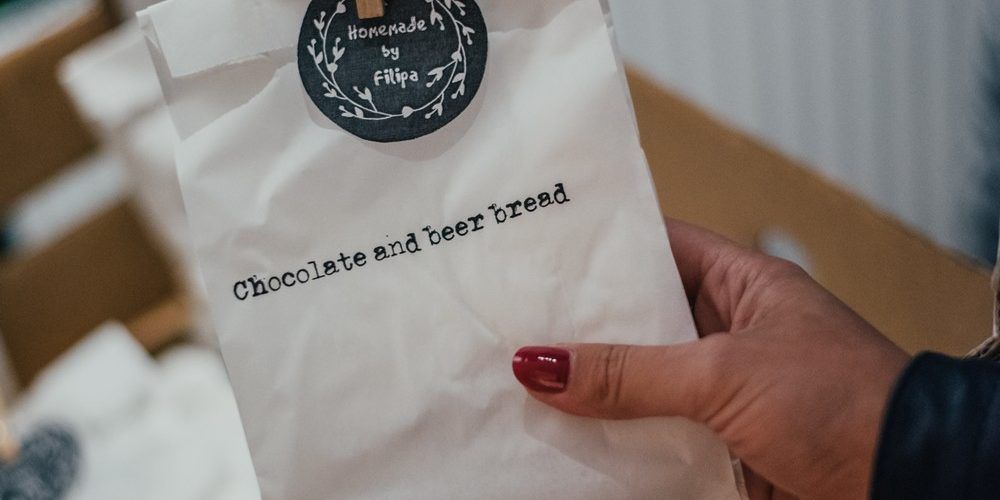 Homemade
by
Filipa
Chocolate and beer bread